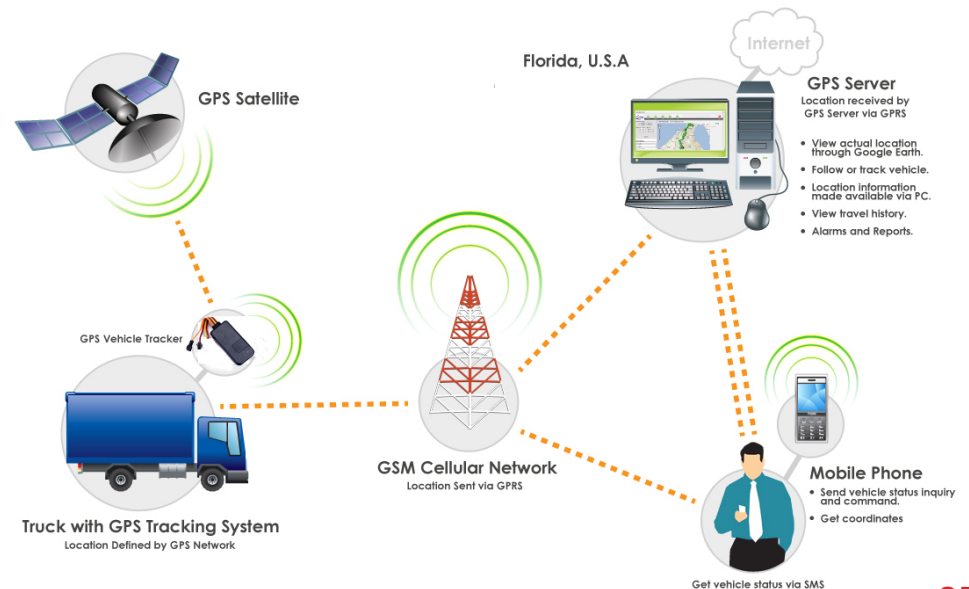 GPS Satellite
Florida, U.S.A
Internet
GPS Server
Location received by
GPS Server via GPRS
• View actual location
through Google Earth.
• Follow or track vehicle.
• Location information
made available via PC.
• View travel history.
• Alarms and Reports.
GPS Vehicle Tracker
Truck with GPS Tracking System
Location Defined by GPS Network
GSM Cellular Network
Location Sent via GPRS
Mobile Phone
• Send vehicle status inquiry
and command.
• Get coordinates
Get vehicle status via SMS